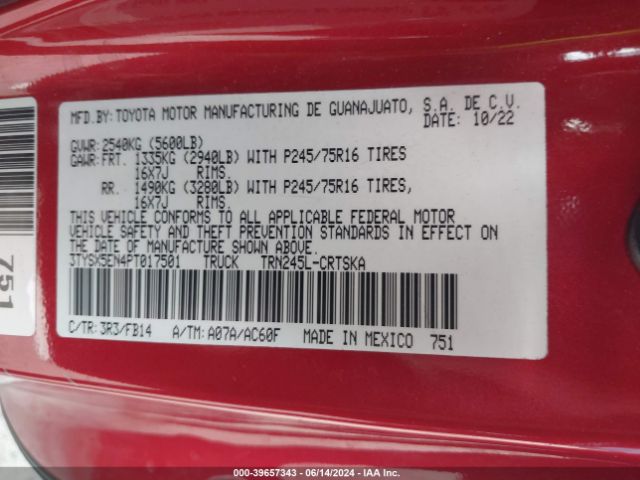 MFD.BY:TOYOTA MOTOR MANUFACTURING DE GUANAJUATO, S.A. DE C.V.
DATE: 10/22
GVWR:2540KG (5600LB)
GAWR:FRT. 1335KG (2940LB) WITH P245/75R16 TIRES
16X7J RIMS.
RR. 1490KG (3280LB) WITH P245/75R16 TIRES,
16X7J RIMS.
THIS VEHICLE CONFORMS TO ALL APPLICABLE FEDERAL MOTOR
VEHICLE SAFETY AND THEFT PREVENTION STANDARDS IN EFFECT
ON THE DATE OF MANUFACTURE SHOWN ABOVE.
3TYSX5EN4PT017501 TRUCK TRN245L-CRTSKA
C/TR:3R3/FB14 A/TM:A07A/AC60F MADE IN MEXICO 751
751
© - 39657343 - 06/14/2024 - IAA Inc.